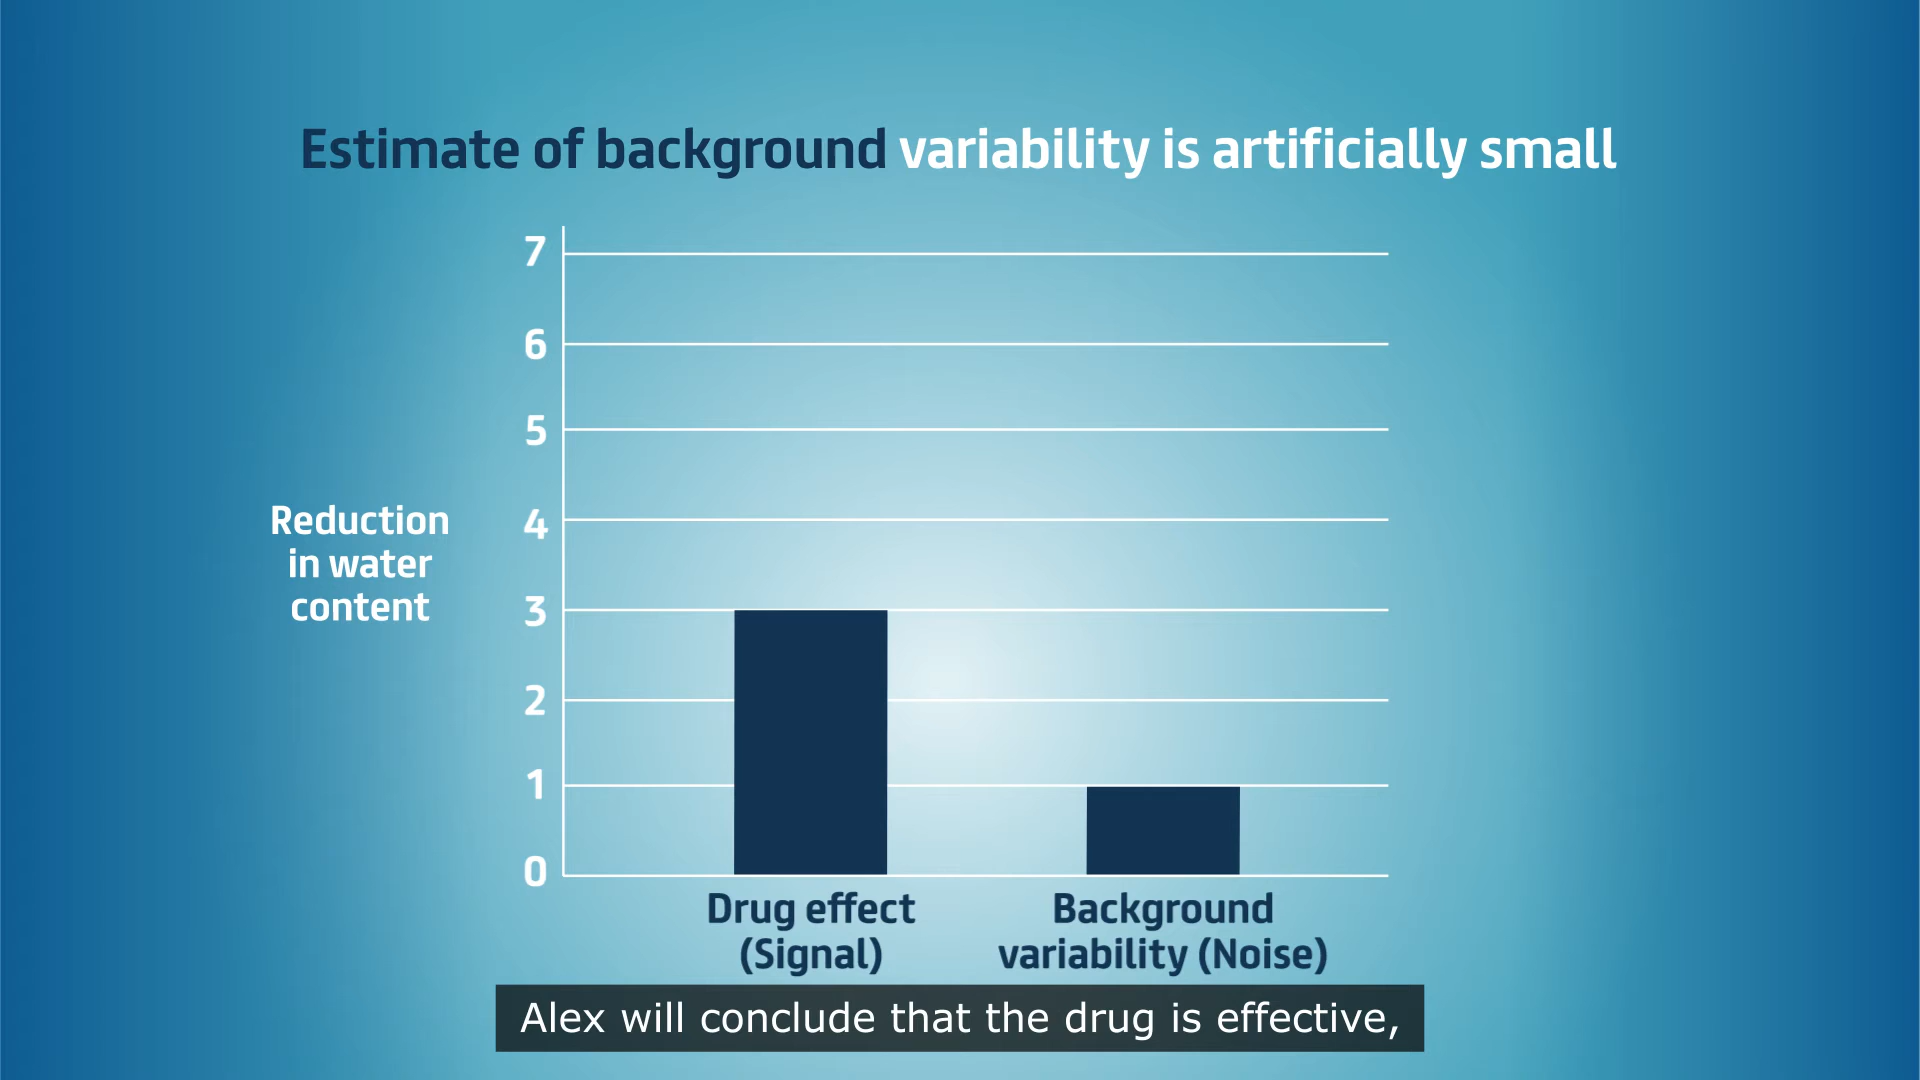 Estimate of background variability is artificially small
7
6
5
4
3
2
1
0
Reduction
in water
content
Drug effect
(Signal)
Background
variability (Noise)
Alex will conclude that the drug is effective,